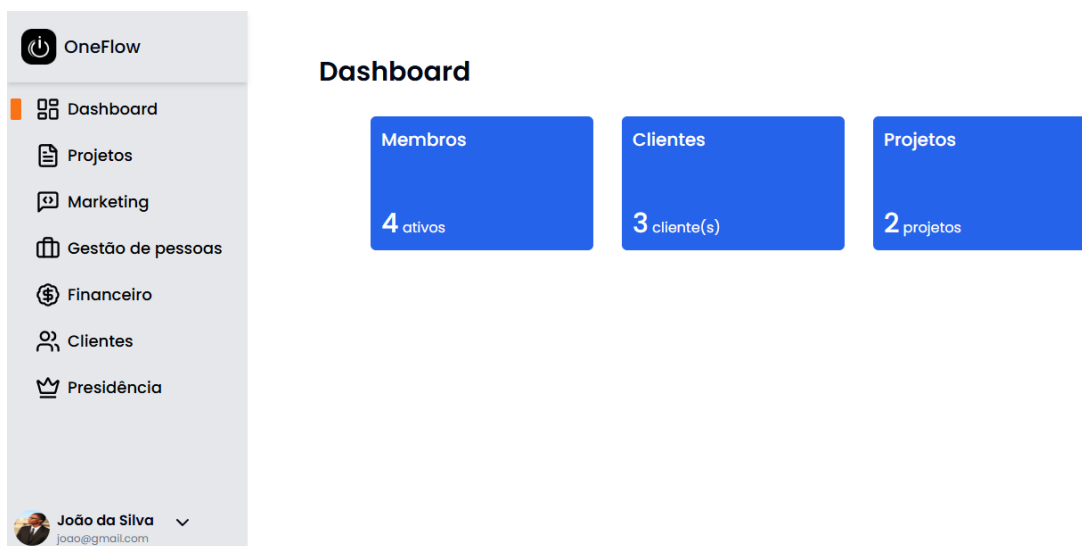 OneFlow
Dashboard
Projetos
Marketing
Gestão de pessoas
Financeiro
Clientes
Presidência
João da Silva
joao@gmail.com
Dashboard
Membros
4 ativos
Clientes
3 cliente(s)
Projetos
2 projetos